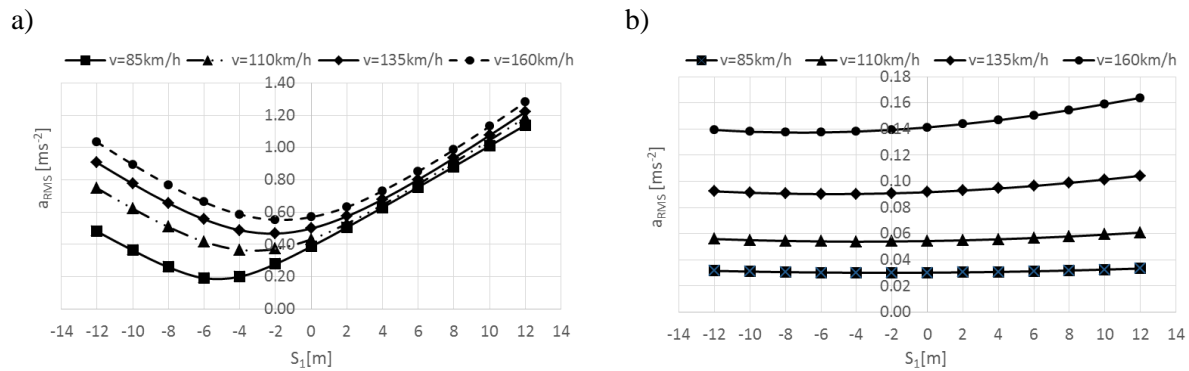 a)
v=85km/h v=110km/h v=135km/h v=160km/h
1.40
1.20
1.00
0.80
0.60
0.40
0.20
0.00
-14 -12 -10 -8 -6 -4 -2 0 2 4 6 8 10 12 14
aRMS [ms-2]
S1[m]
b)
v=85km/h v=110km/h v=135km/h v=160km/h
0.18
0.16
0.14
0.12
0.10
0.08
0.06
0.04
0.02
0.00
-14 -12 -10 -8 -6 -4 -2 0 2 4 6 8 10 12 14
aRMS [ms-2]
S1[m]